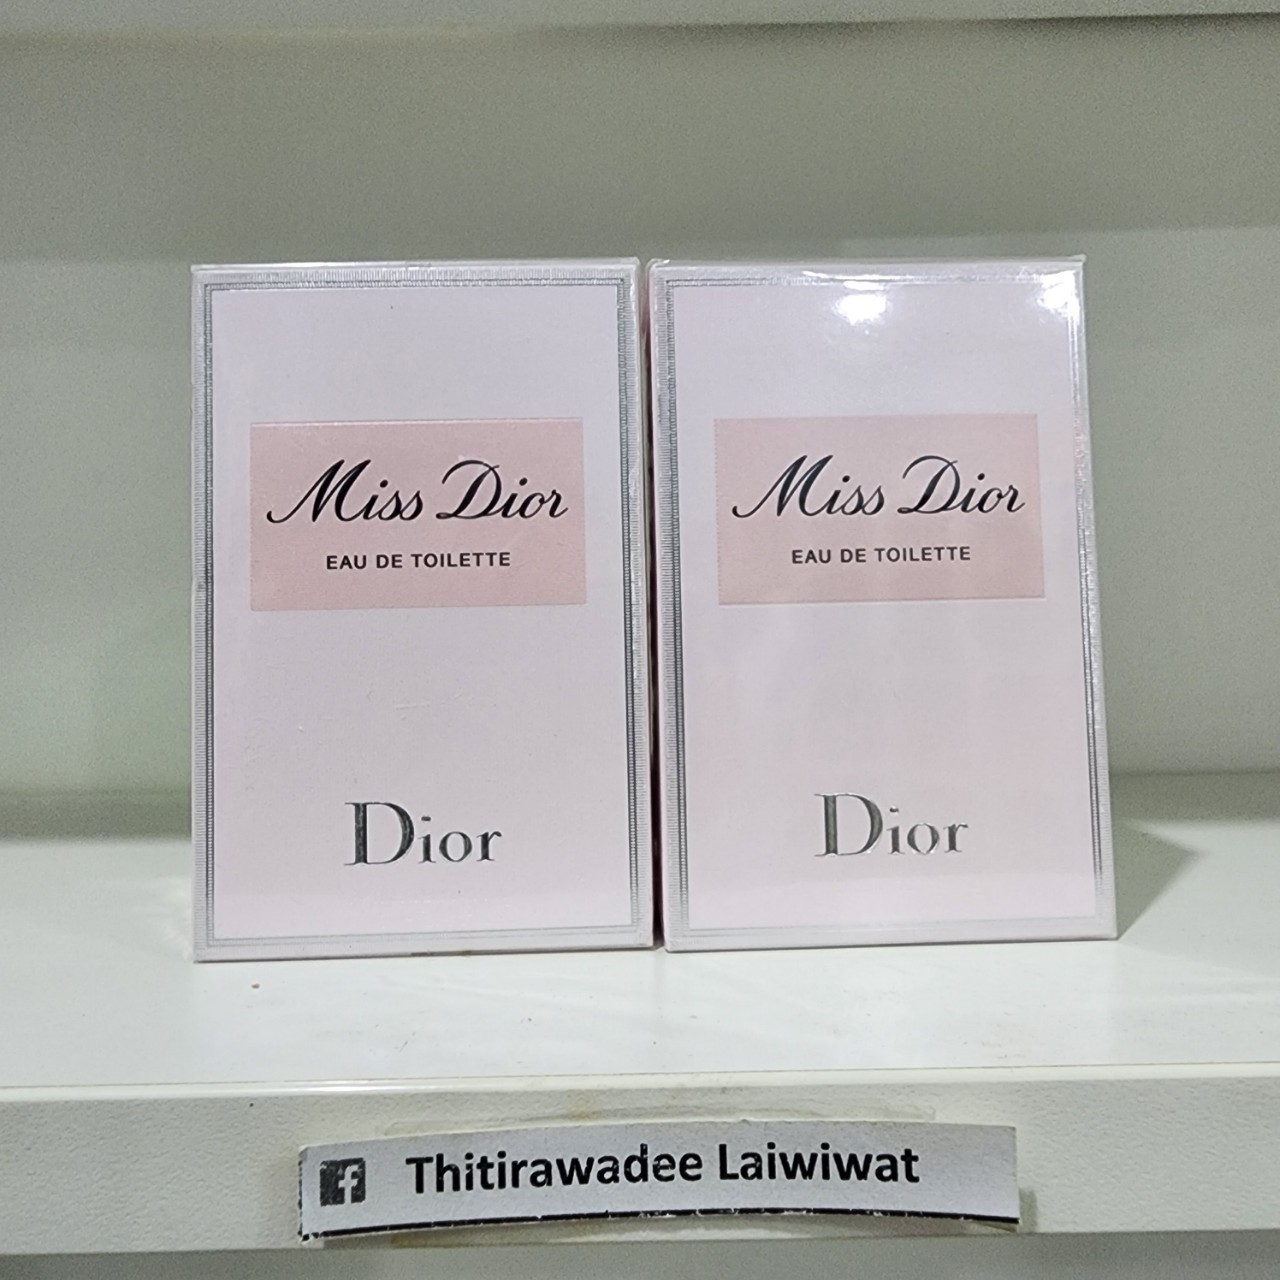 Miss Dior
EAU DE TOILETTE
Dior
Miss Dior
EAU DE TOILETTE
Dior
f Thitirawadee Laiwiwat